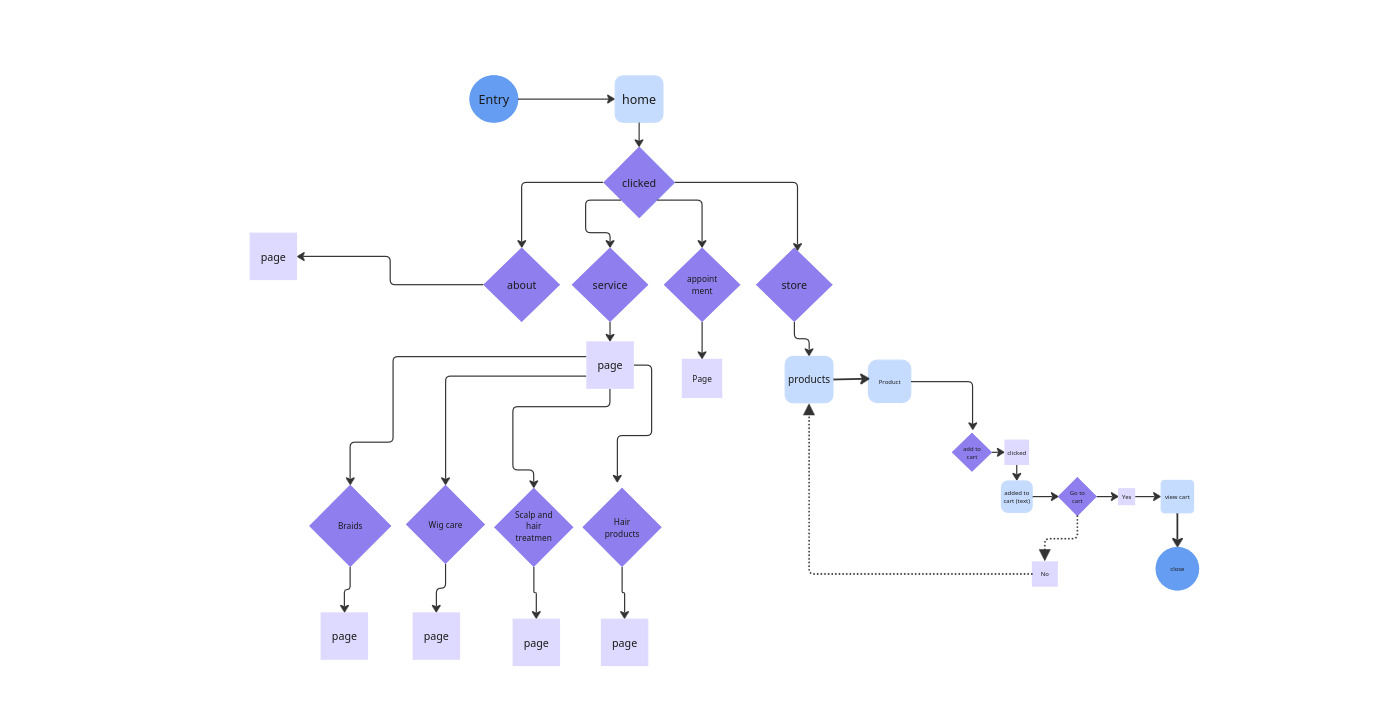 Entry
home
clicked
page
about
service
appoint
ment
store
page
Page
products
Product
add to
cart
clicked
added to
cart (text)
Go to
cart
Yes
view cart
No
close
Braids
Wig care
Scalp and
hair
treatmen
Hair
products
page
page
page
page